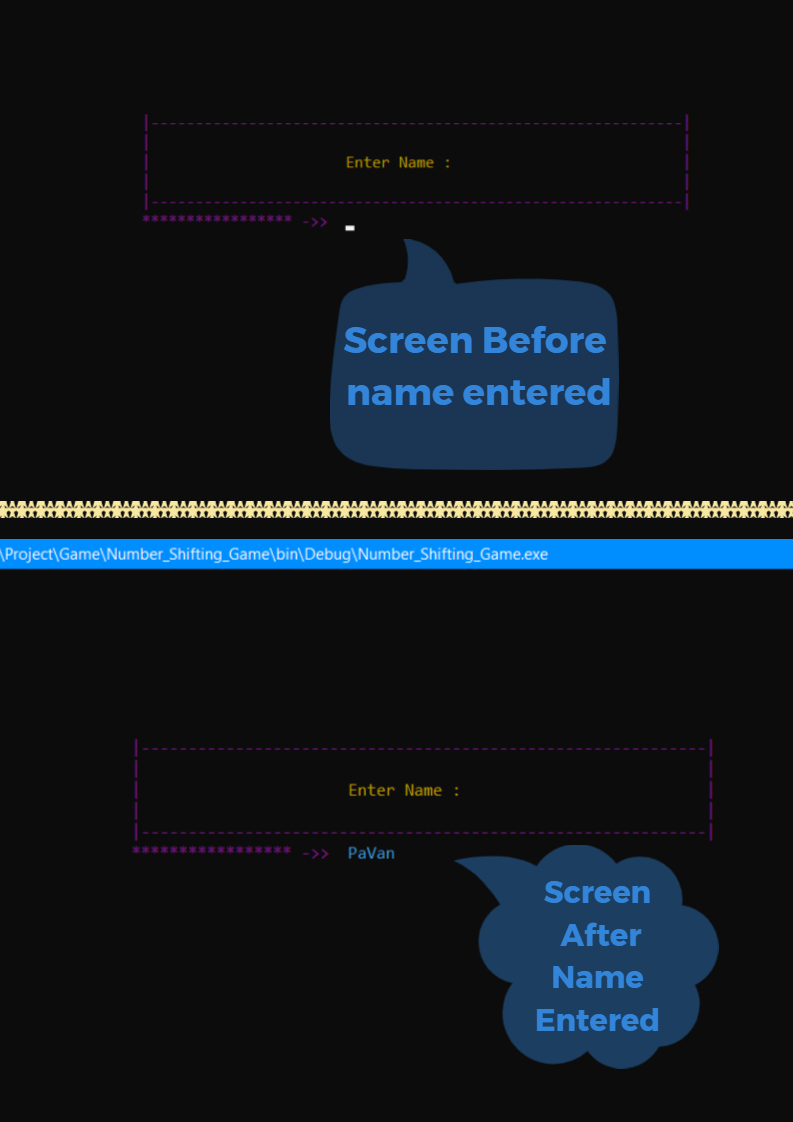 |------------------------------------------------------------|
Enter Name :
|------------------------------------------------------------|
***************** ->>
Screen Before
name entered
\Project\Game\Number_Shifting_Game\bin\Debug\Number_Shifting_Game.exe
|------------------------------------------------------------|
Enter Name :
|------------------------------------------------------------|
***************** ->> PaVan
Screen
After
Name
Entered